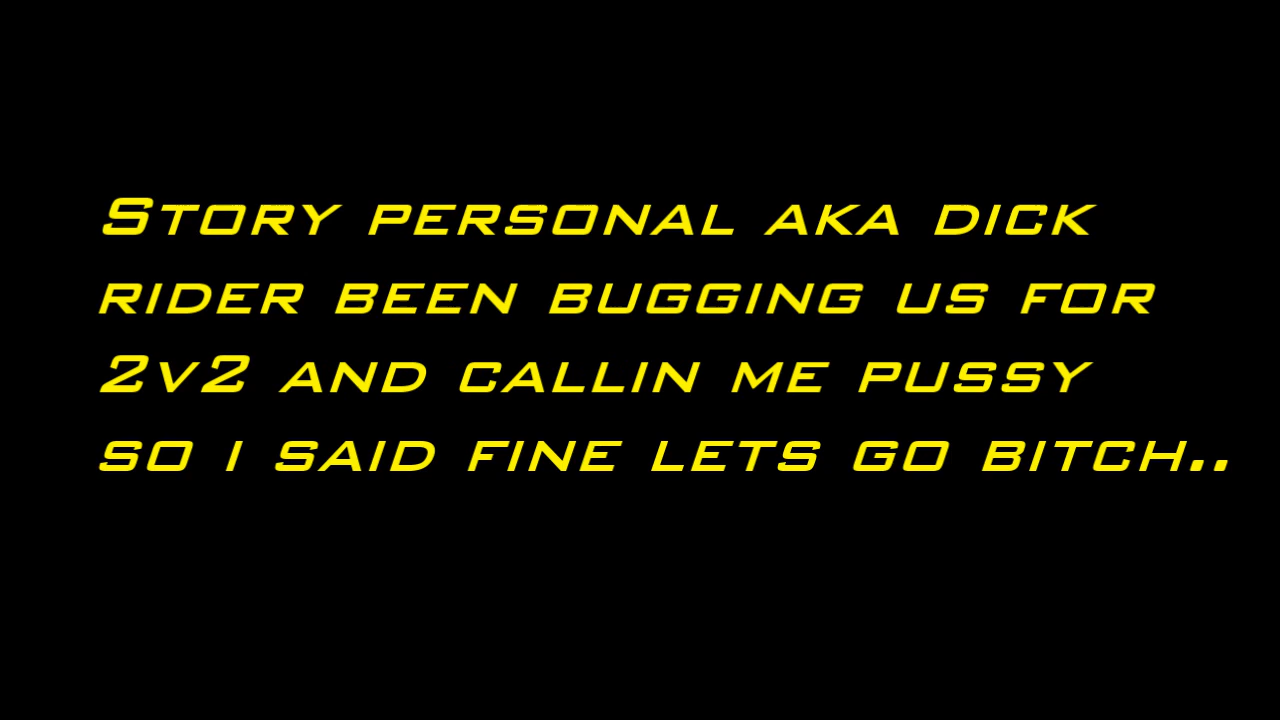 Story personal aka dick
rider been bugging us for
2v2 and callin me pussy
so i said fine lets go bitch..